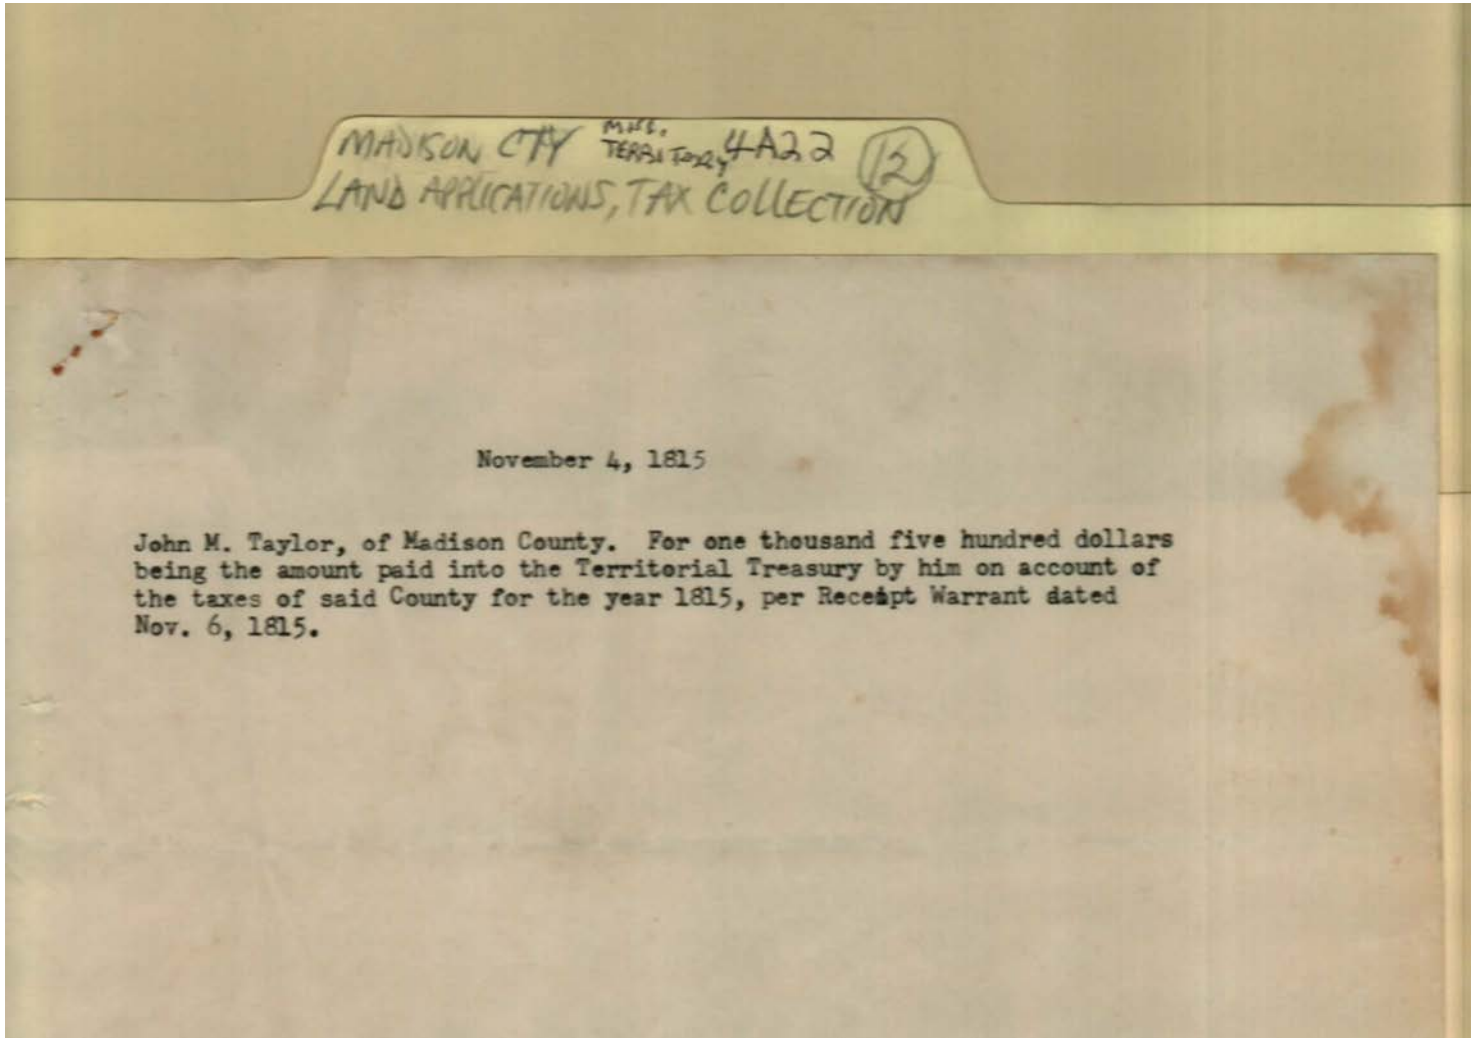 MADISON CTY MISS. TERRITORY 4A22 12
LAND APPLICATIONS, TAX COLLECTION
November 4, 1815
John M. Taylor, of Madison County. For one thousand five hundred dollars
being the amount paid into the Territorial Treasury by him on account of
the taxes of said County for the year 1815, per Receipt Warrant dated
Nov. 6, 1815.